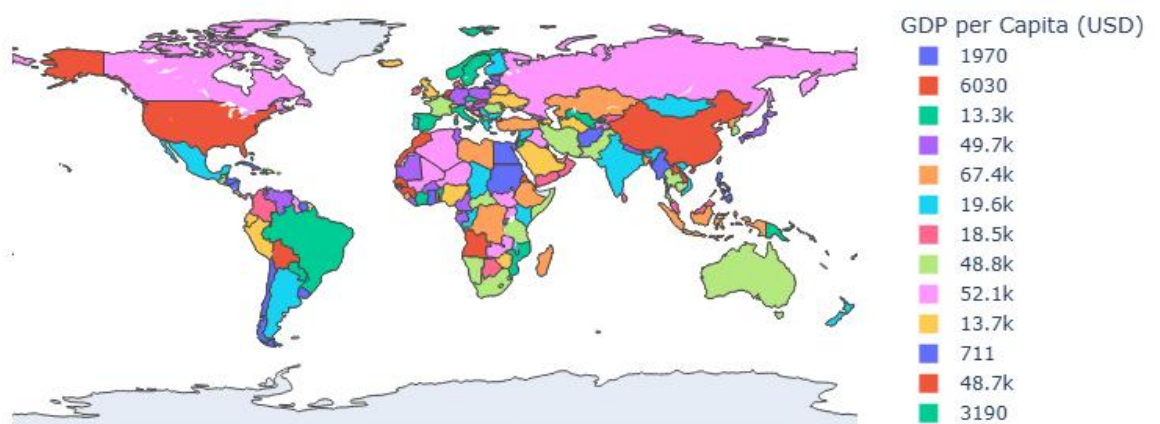 GDP per Capita (USD)
1970
6030
13.3k
49.7k
67.4k
19.6k
18.5k
48.8k
52.1k
13.7k
711
48.7k
3190